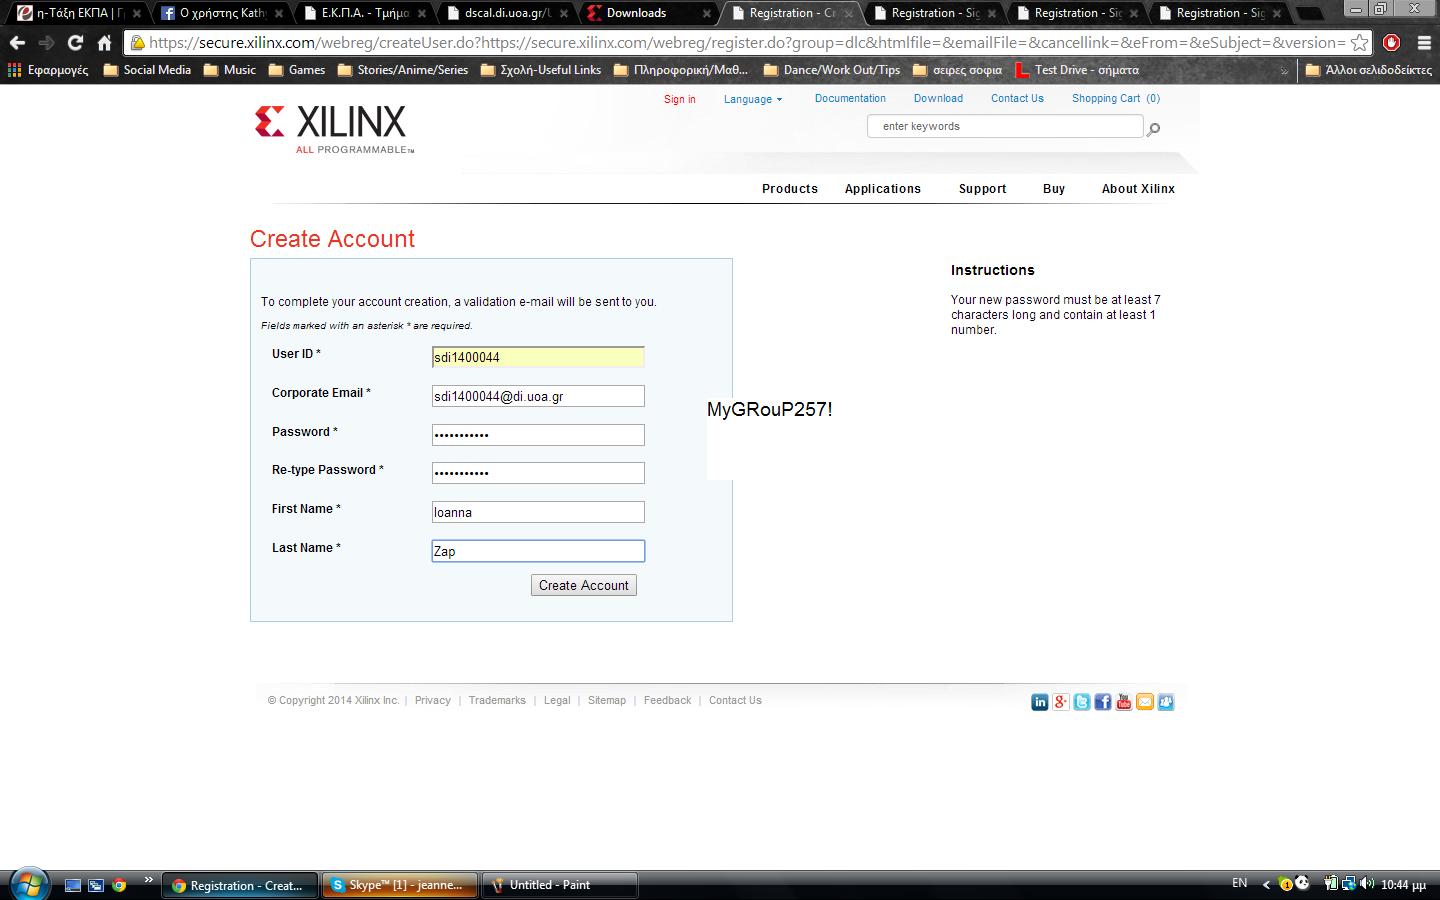 η-Τάξη ΕΚΠΑ | Γρ
Ο χρήστης Kathy
Ε.Κ.Π.Α. - Τμήμα
dscal.di.uoa.gr/
Downloads
Registration - Cr
Registration - Sig
Registration - Sig
Registration - Sig
https://secure.xilinx.com/webreg/createUser.do?https://secure.xilinx.com/webreg/register.do?group=dlc&htmlfile=&emailFile=&cancellink=&eFrom=&eSubject=&version=
Εφαρμογές
Social Media
Music
Games
Stories/Anime/Series
Σχολή-Useful Links
Πληροφορική/Μαθ...
Dance/Work Out/Tips
σειρες σοφια
Test Drive - σήματα
»
Άλλοι σελιδοδείκτες
Sign in
Language
Documentation
Download
Contact Us
Shopping Cart (0)
XILINX
ALL PROGRAMMABLE™
enter keywords
Products
Applications
Support
Buy
About Xilinx
Create Account
To complete your account creation, a validation e-mail will be sent to you.
Fields marked with an asterisk * are required.
User ID *
sdi1400044
Corporate Email *
sdi1400044@di.uoa.gr
Password *
•••••••••••
Re-type Password *
•••••••••••
First Name *
Ioanna
Last Name *
Zap
Create Account
MyGRouP257!
Instructions
Your new password must be at least 7
characters long and contain at least 1
number.
© Copyright 2014 Xilinx Inc. | Privacy | Trademarks | Legal | Sitemap | Feedback | Contact Us
in
You
Tube
»
Registration - Creat...
Skype™ [1] - jeanne...
Untitled - Paint
EN
10:44 μμ